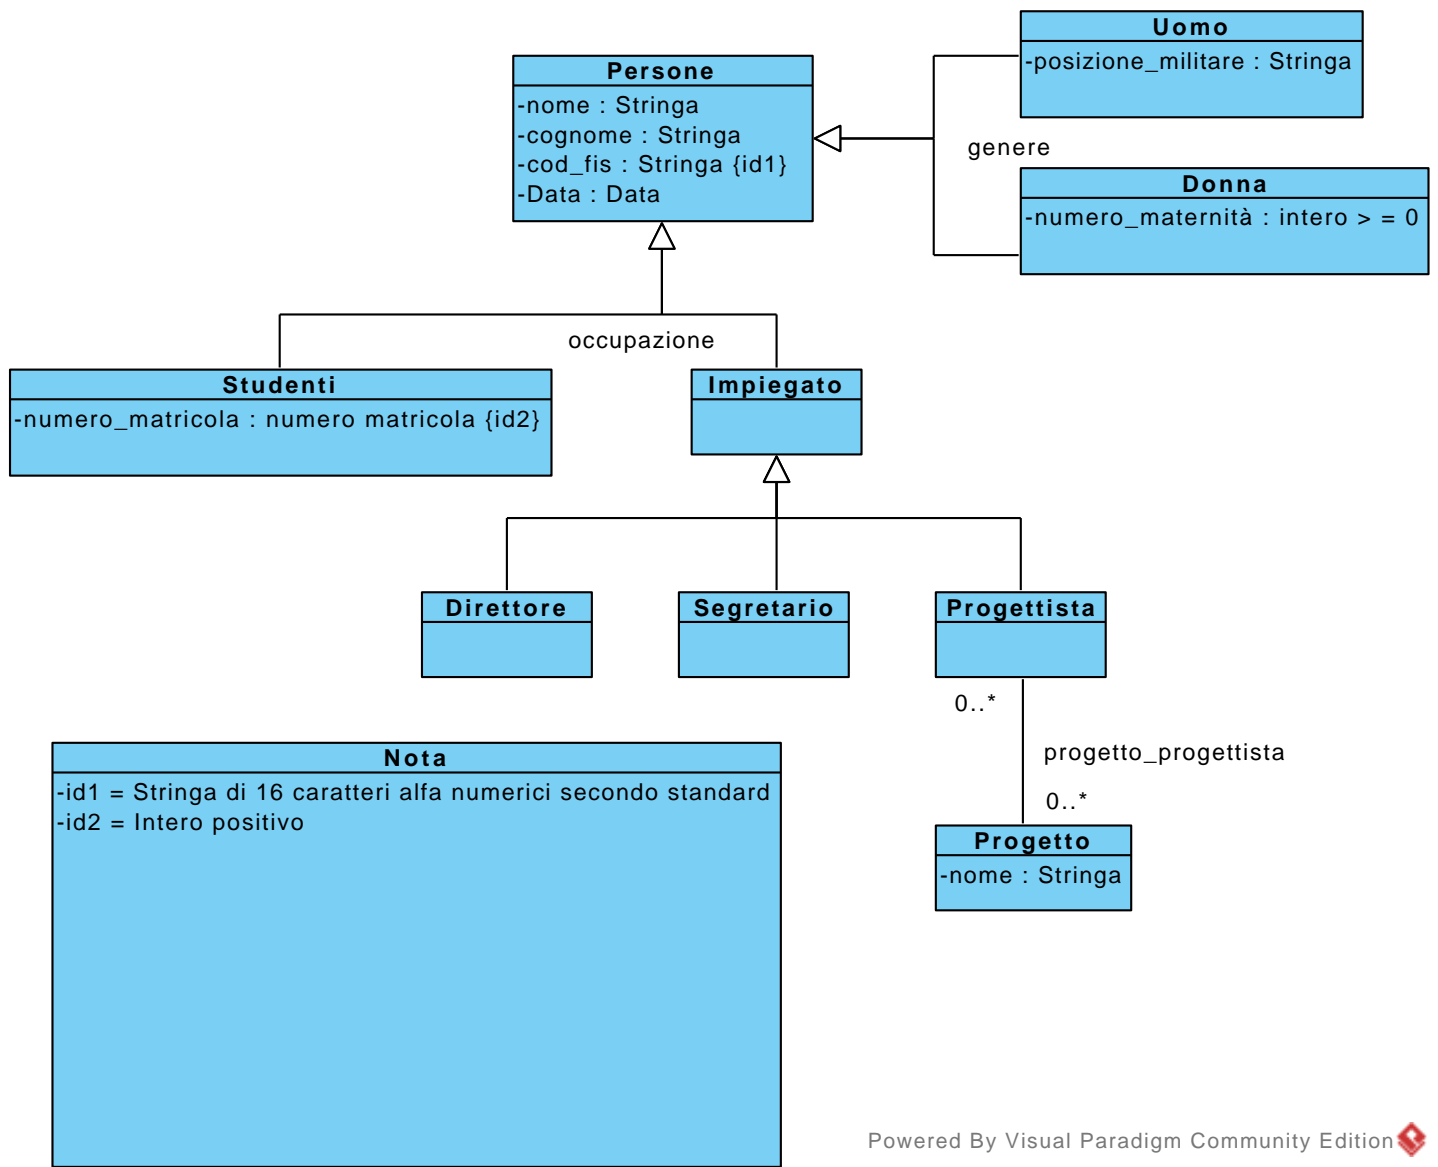 Uomo
-posizione_militare : Stringa
Persone
-nome : Stringa
-cognome : Stringa
-cod_fis : Stringa {id1}
-Data : Data
genere
Donna
-numero_maternità : intero > = 0
occupazione
Studenti
-numero_matricola : numero matricola {id2}
Impiegato
Direttore
Segretario
Progettista
0..*
progetto_progettista
0..*
Progetto
-nome : Stringa
Nota
-id1 = Stringa di 16 caratteri alfa numerici secondo standard
-id2 = Intero positivo
Powered By Visual Paradigm Community Edition